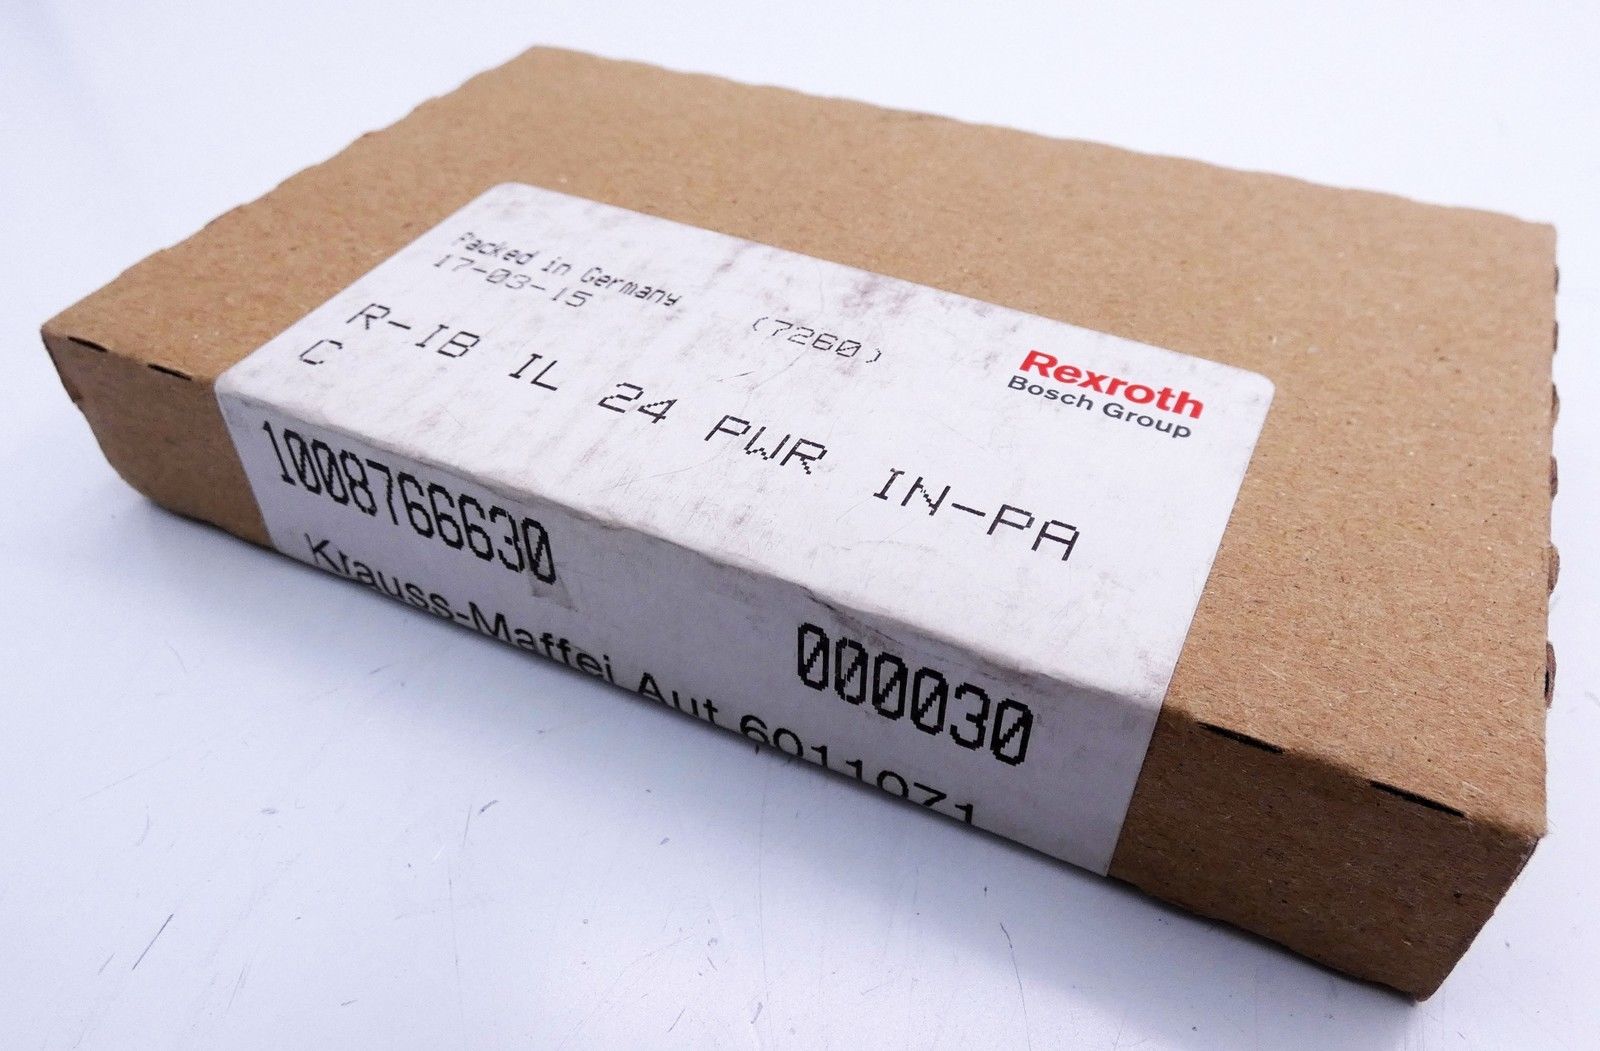 Packed in Germany
17-03-15
(7260)
Rexroth
Bosch Group
R-IB IL 24 PWR IN-PA
C
1008766630
000030
Krauss-Maffei Aut 6011071